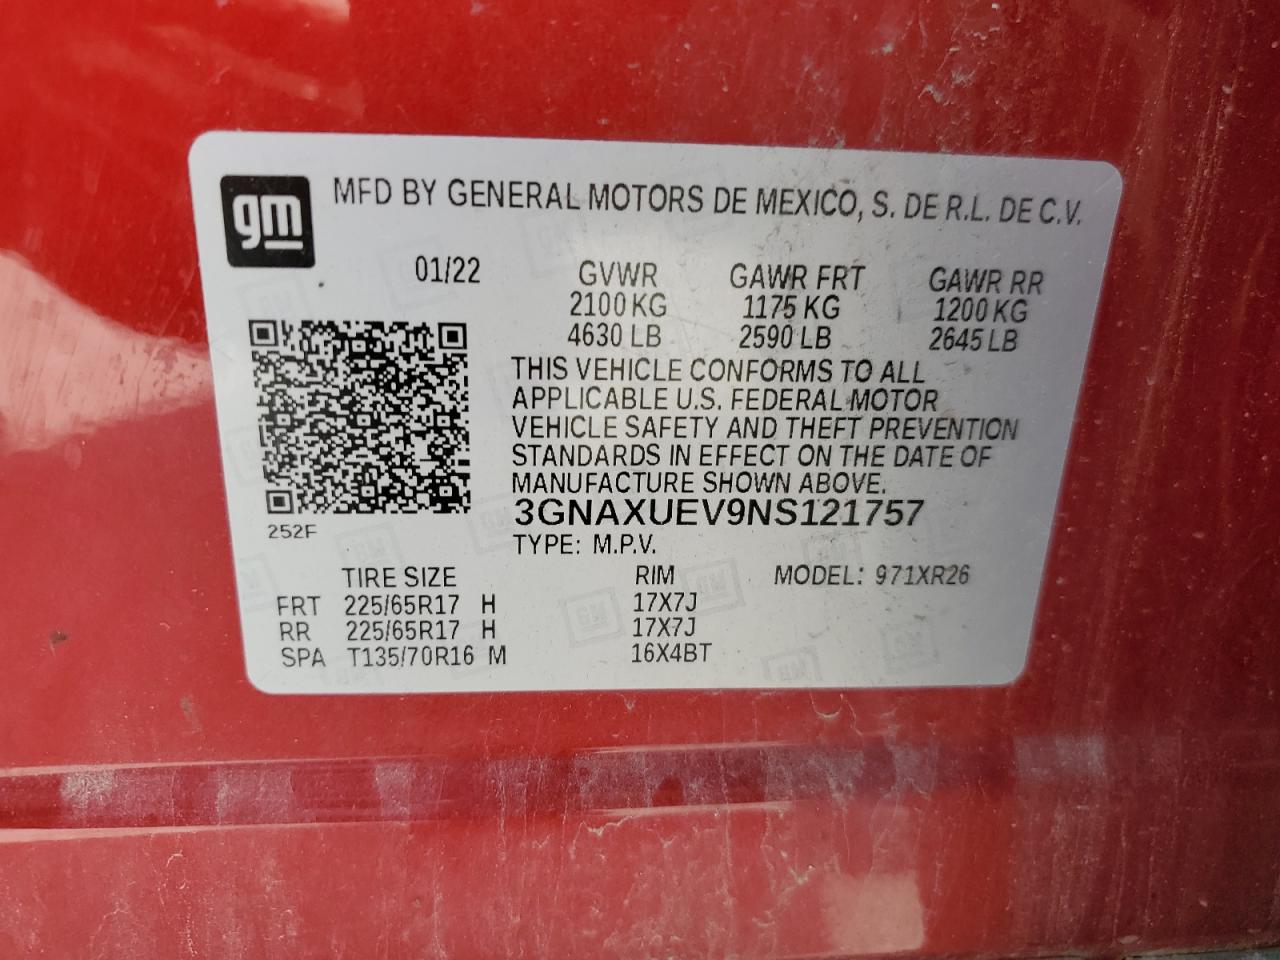 gm
MFD BY GENERAL MOTORS DE MEXICO, S. DE R.L. DE C.V.
01/22 GVWR GAWR FRT GAWR RR
2100 KG 1175 KG 1200 KG
4630 LB 2590 LB 2645 LB
THIS VEHICLE CONFORMS TO ALL
APPLICABLE U.S. FEDERAL MOTOR
VEHICLE SAFETY AND THEFT PREVENTION
STANDARDS IN EFFECT ON THE DATE OF
MANUFACTURE SHOWN ABOVE.
3GNAXUEV9NS121757
252F
TYPE: M.P.V.
TIRE SIZE RIM MODEL: 971XR26
FRT 225/65R17 H 17X7J
RR 225/65R17 H 17X7J
SPA T135/70R16 M 16X4BT